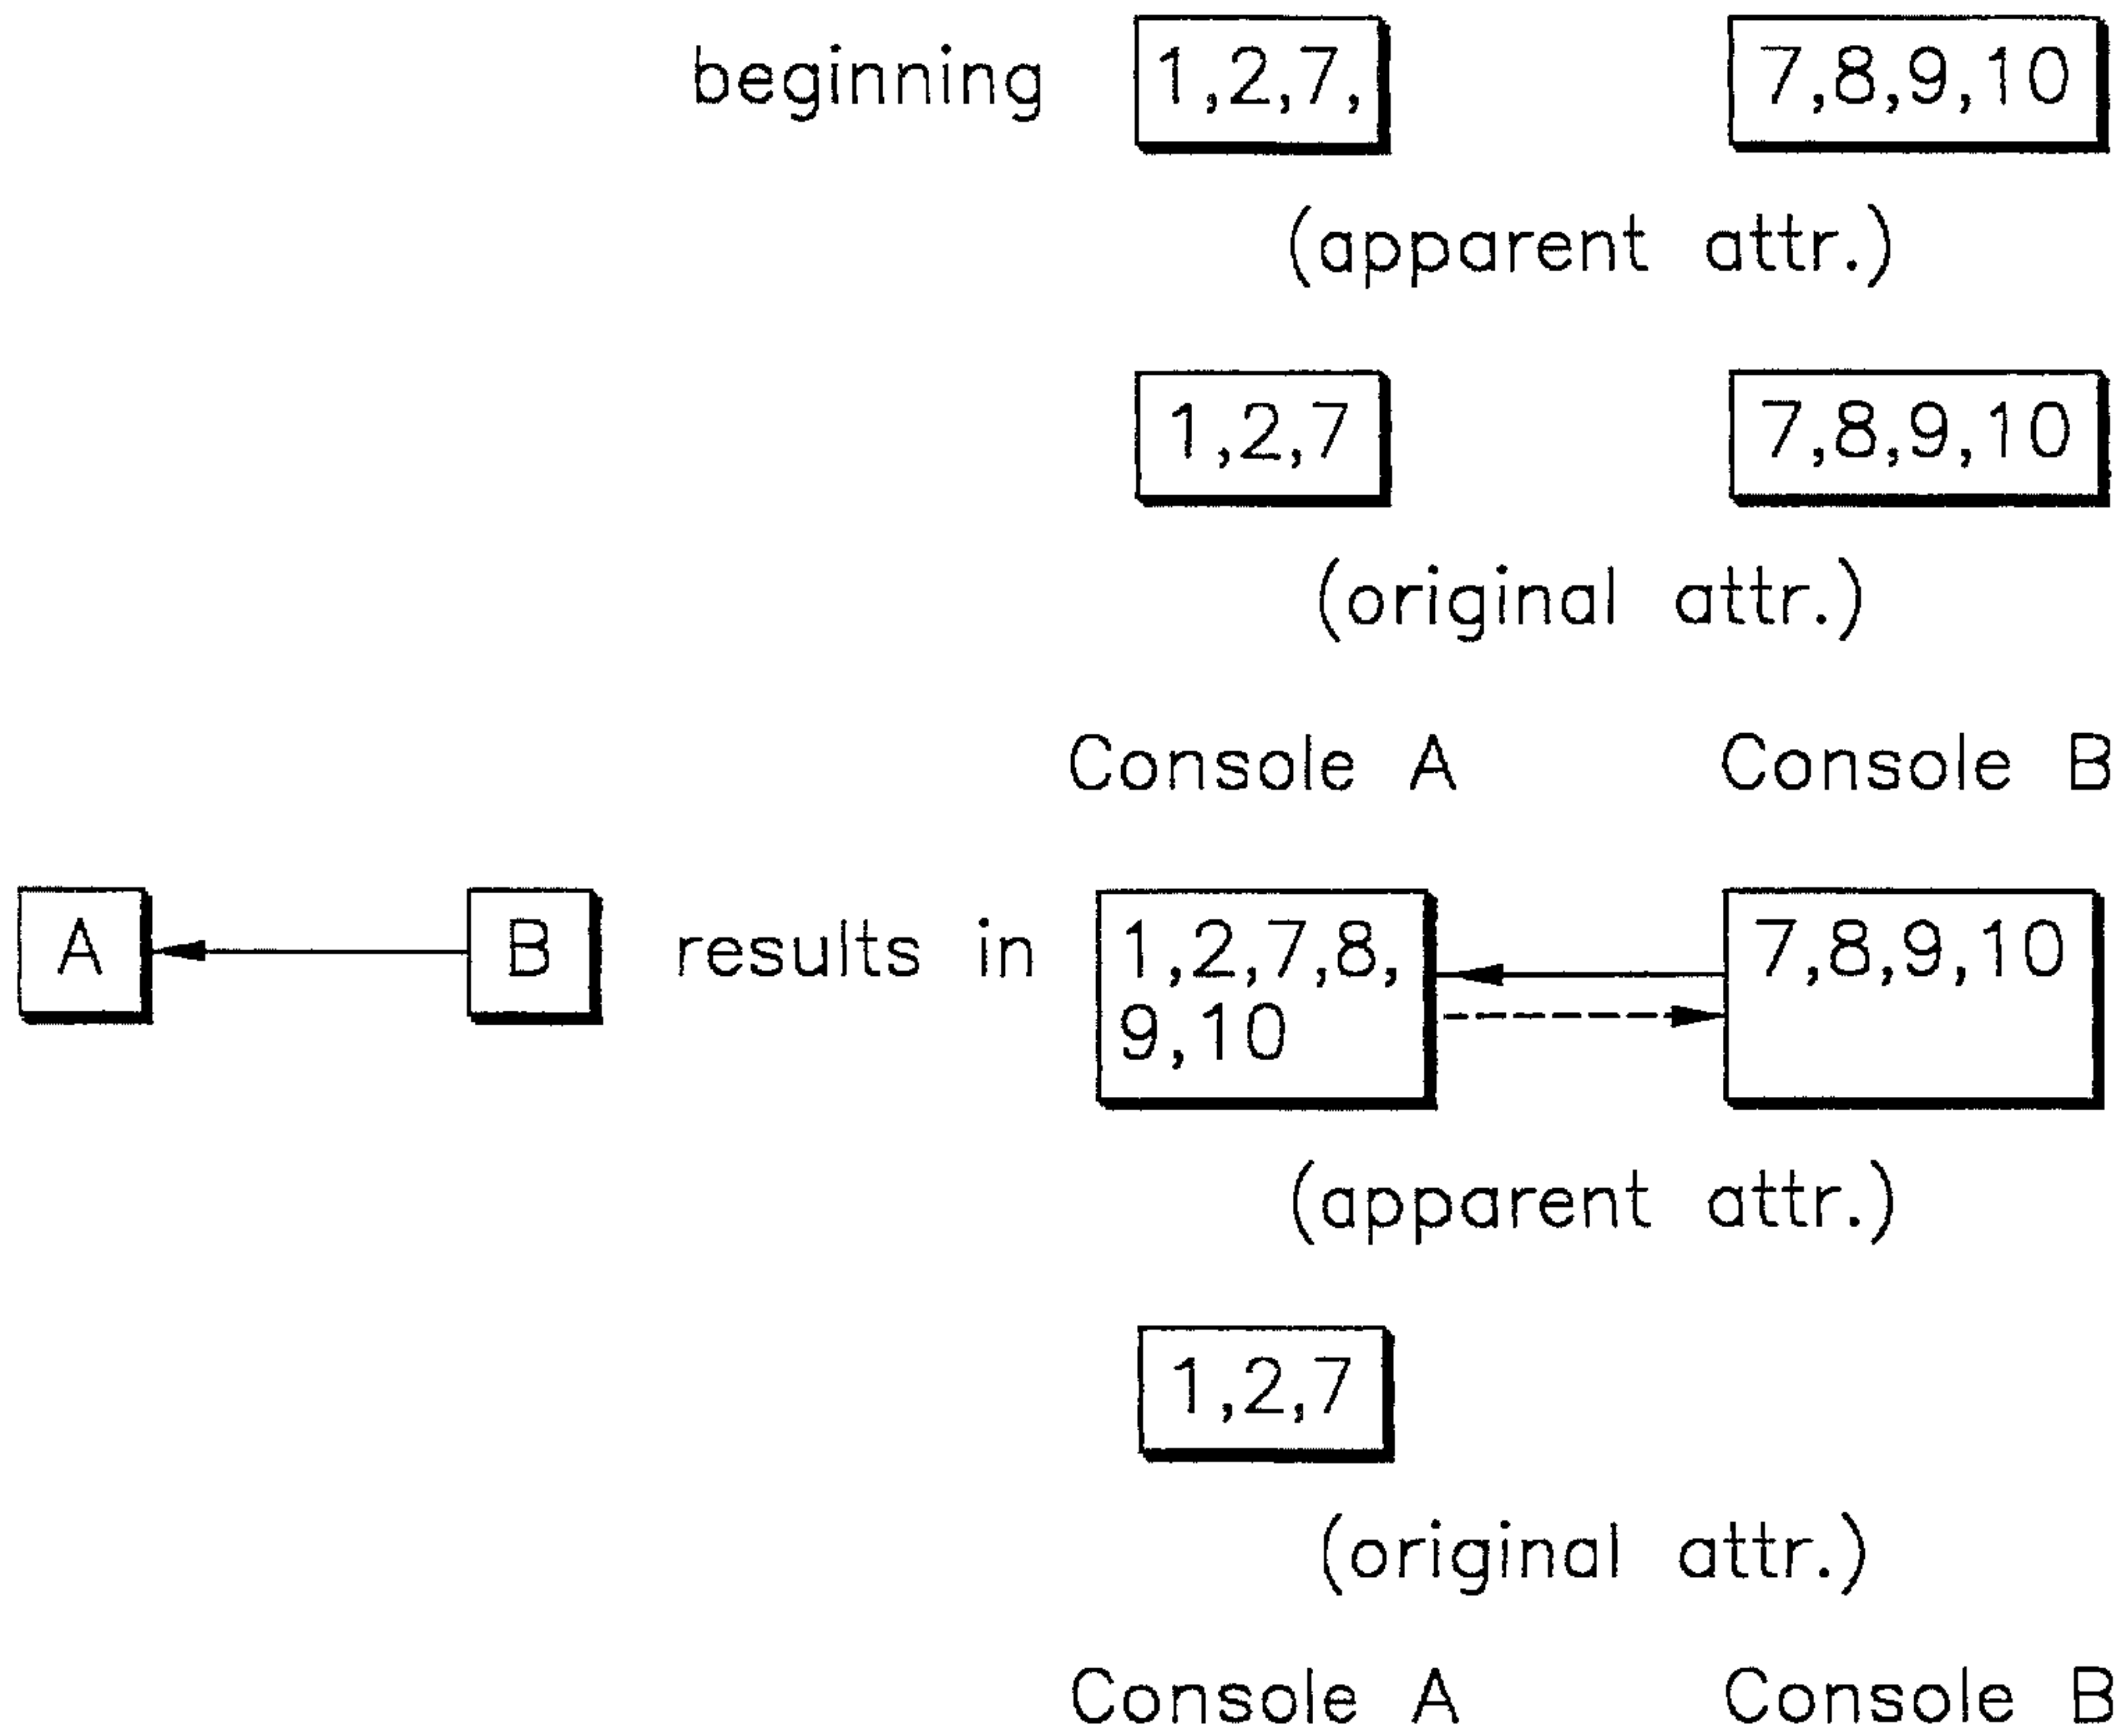 beginning 1,2,7, 7,8,9,10
(apparent attr.)
1,2,7 7,8,9,10
(original attr.)
Console A Console B
A B results in 1,2,7,8, 7,8,9,10
9,10
(apparent attr.)
1,2,7
(original attr.)
Console A Console B